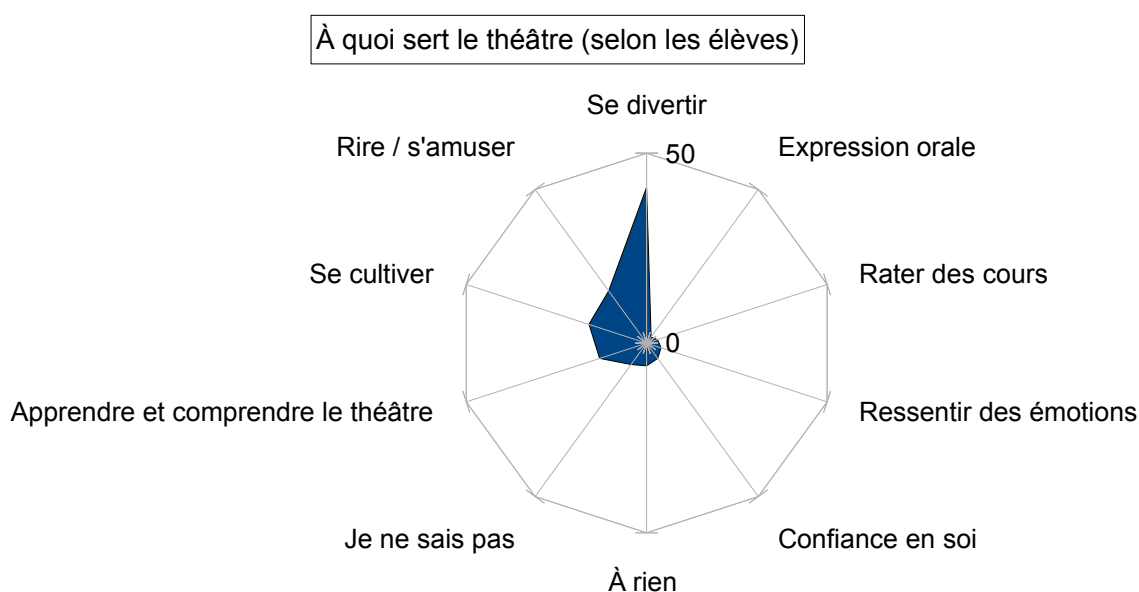 À quoi sert le théâtre (selon les élèves)
Se divertir
Rire / s'amuser
50
Expression orale
Se cultiver
Rater des cours
0
Apprendre et comprendre le théâtre
Ressentir des émotions
Je ne sais pas
Confiance en soi
À rien